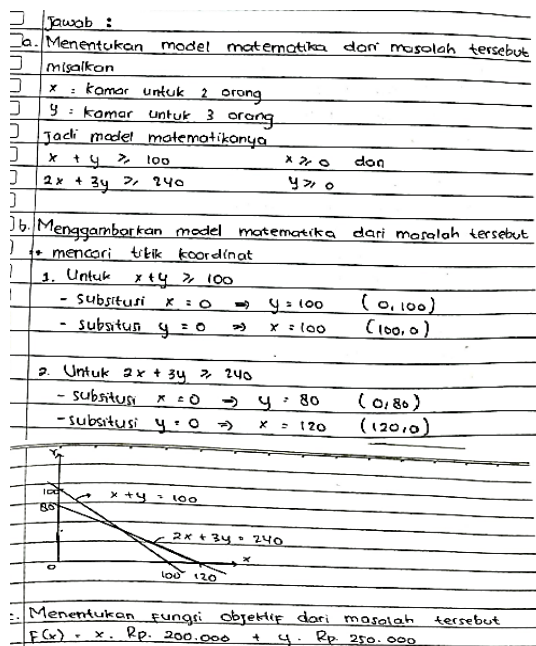 Jawab :
a. Menentukan model matematika dari masalah tersebut
misalkan
x : kamar untuk 2 orang
y : kamar untuk 3 orang
Jadi model matematikanya
x + y ≥ 100 x ≥ 0 dan
2x + 3y ≥ 240 y ≥ 0
b. Menggambarkan model matematika dari masalah tersebut
mencari titik koordinat
1. Untuk x+y ≥ 100
- Subsitusi x = 0 ⇒ y = 100 (0,100)
- Subsitusi y = 0 ⇒ x = 100 (100,0)
2. Untuk 2x + 3y ≥ 240
- Subsitusi x = 0 → y = 80 (0,80)
- subsitusi y = 0 ⇒ x = 120 (120,0)
Y
100 x + y = 100
80
2x + 3y = 240
x
0
100 120
Menentukan Fungsi objektif dari masalah tersebut
F(x) = x. Rp. 200.000 + y. Rp. 250.000